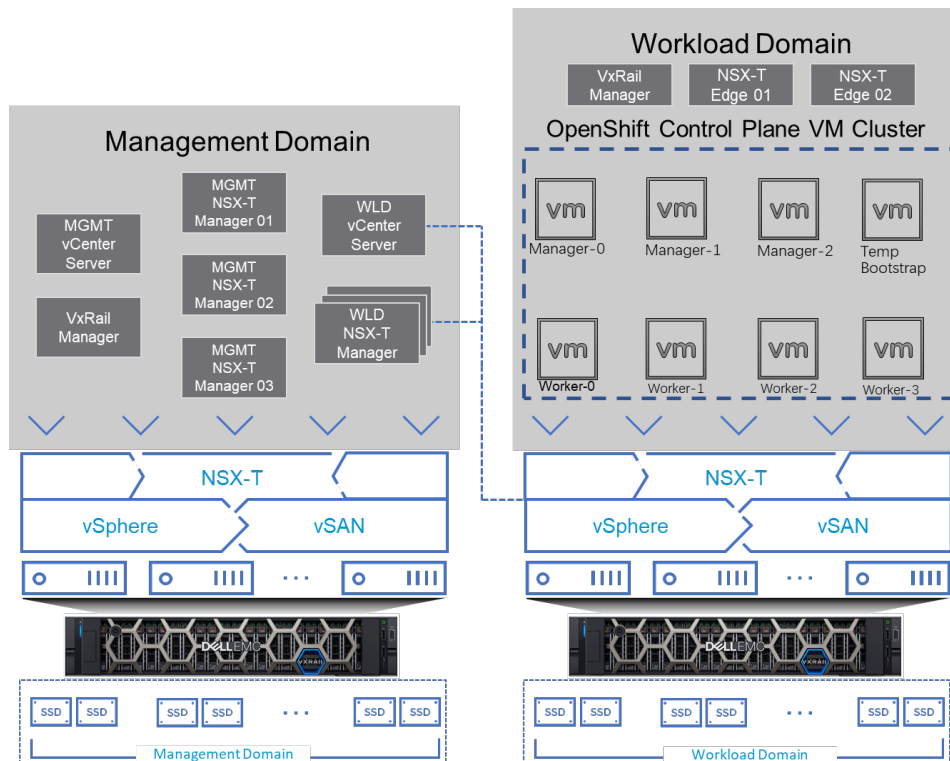 Workload Domain
VxRail
Manager
NSX-T
Edge 01
NSX-T
Edge 02
OpenShift Control Plane VM Cluster
vm
vm
vm
vm
Manager-0
Manager-1
Manager-2
Temp
Bootstrap
vm
vm
vm
vm
Worker-0
Worker-1
Worker-2
Worker-3
Management Domain
MGMT
vCenter
Server
VxRail
Manager
MGMT
NSX-T
Manager 01
MGMT
NSX-T
Manager 02
MGMT
NSX-T
Manager 03
WLD
vCenter
Server
WLD
NSX-T
Manager
NSX-T
vSphere
vSAN
DELLEMC
VXRAIL
SSD
SSD
SSD
SSD
SSD
SSD
Management Domain
NSX-T
vSphere
vSAN
DELLEMC
VXRAIL
SSD
SSD
SSD
SSD
SSD
SSD
Workload Domain